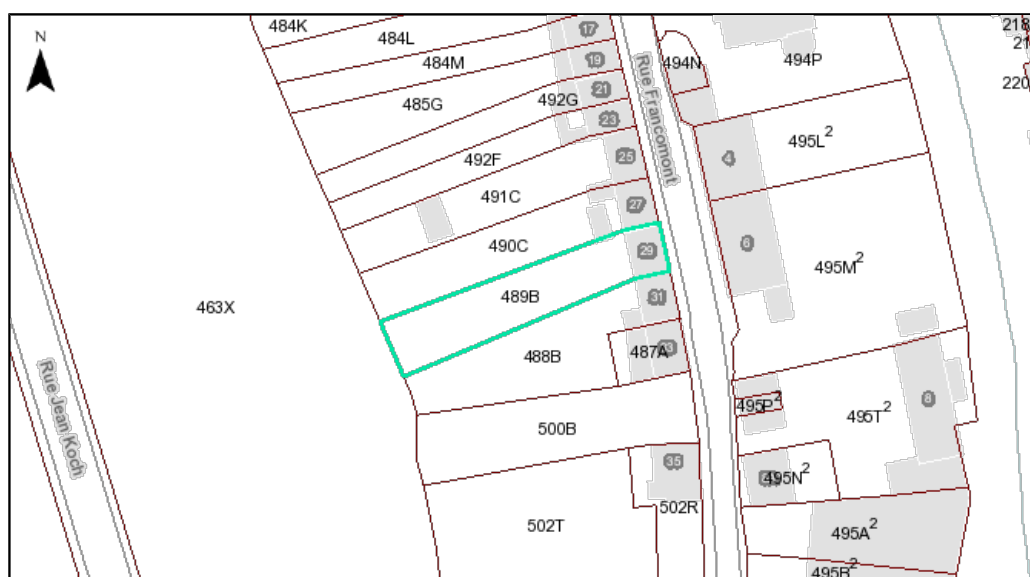 484K
17
218
N
484L
21
19
494P
484M
494N
220
21
485G
492G
23
Rue Francomont
495L²
25
4
492F
491C
27
6
490C
29
495M²
489B
31
463X
487A
488B
Rue Jean Koch
495P²
8
495T²
500B
35
495N²
502R
502T
495A²
495B²